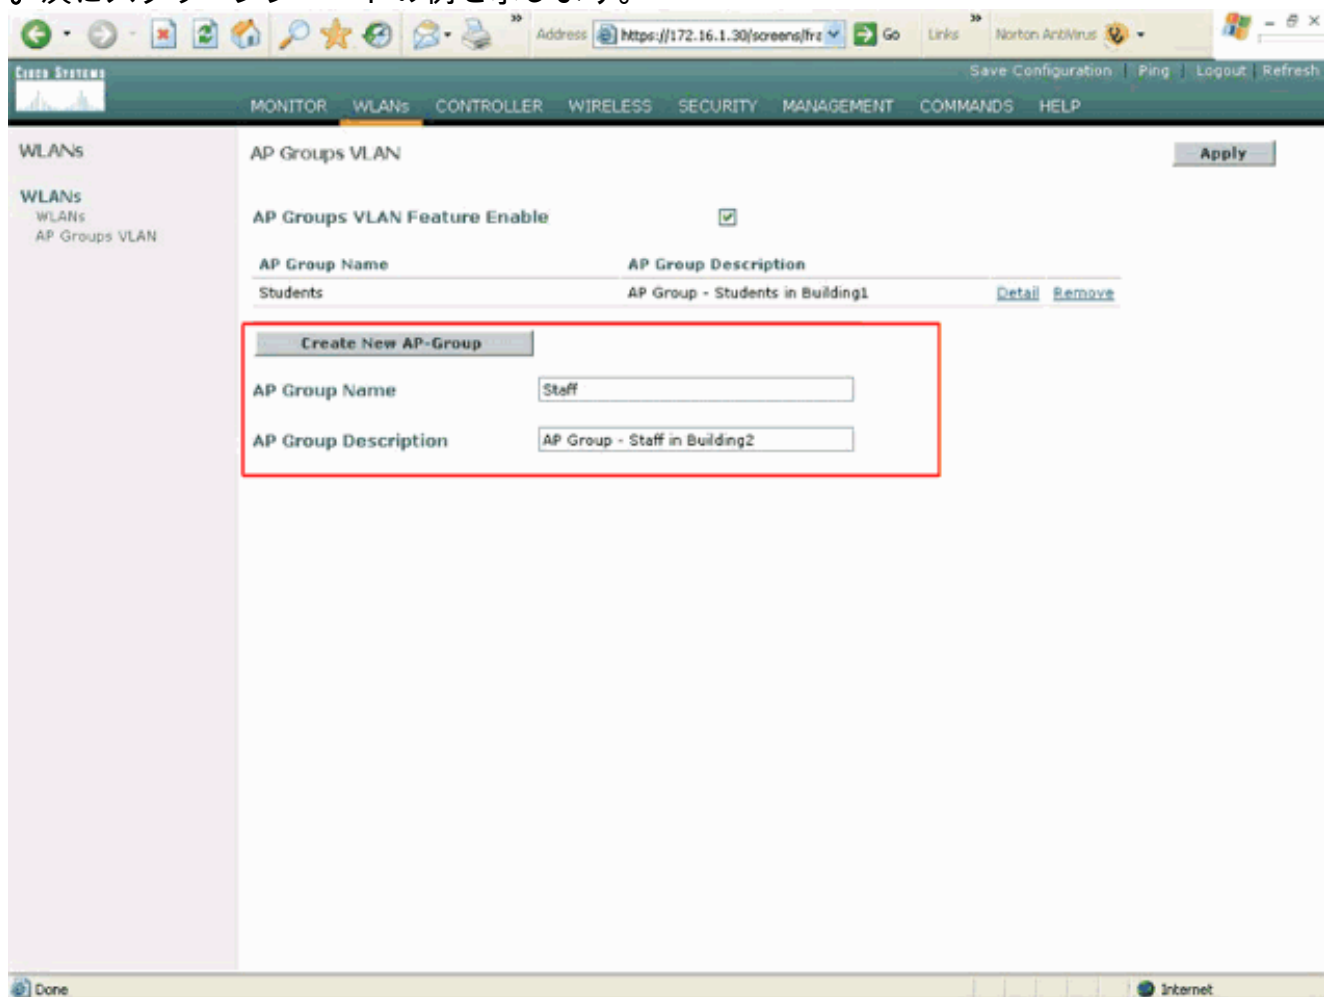 » Address https://172.16.1.30/screens/fra Go Links » Norton AntiVirus
CISCO SYSTEMS
Save Configuration | Ping | Logout | Refresh
MONITOR WLANs CONTROLLER WIRELESS SECURITY MANAGEMENT COMMANDS HELP
WLANs
WLANs
WLANs
AP Groups VLAN
AP Groups VLAN
Apply
AP Groups VLAN Feature Enable
AP Group Name AP Group Description
Students AP Group - Students in Building1 Detail Remove
Create New AP-Group
AP Group Name Staff
AP Group Description AP Group - Staff in Building2
Done Internet